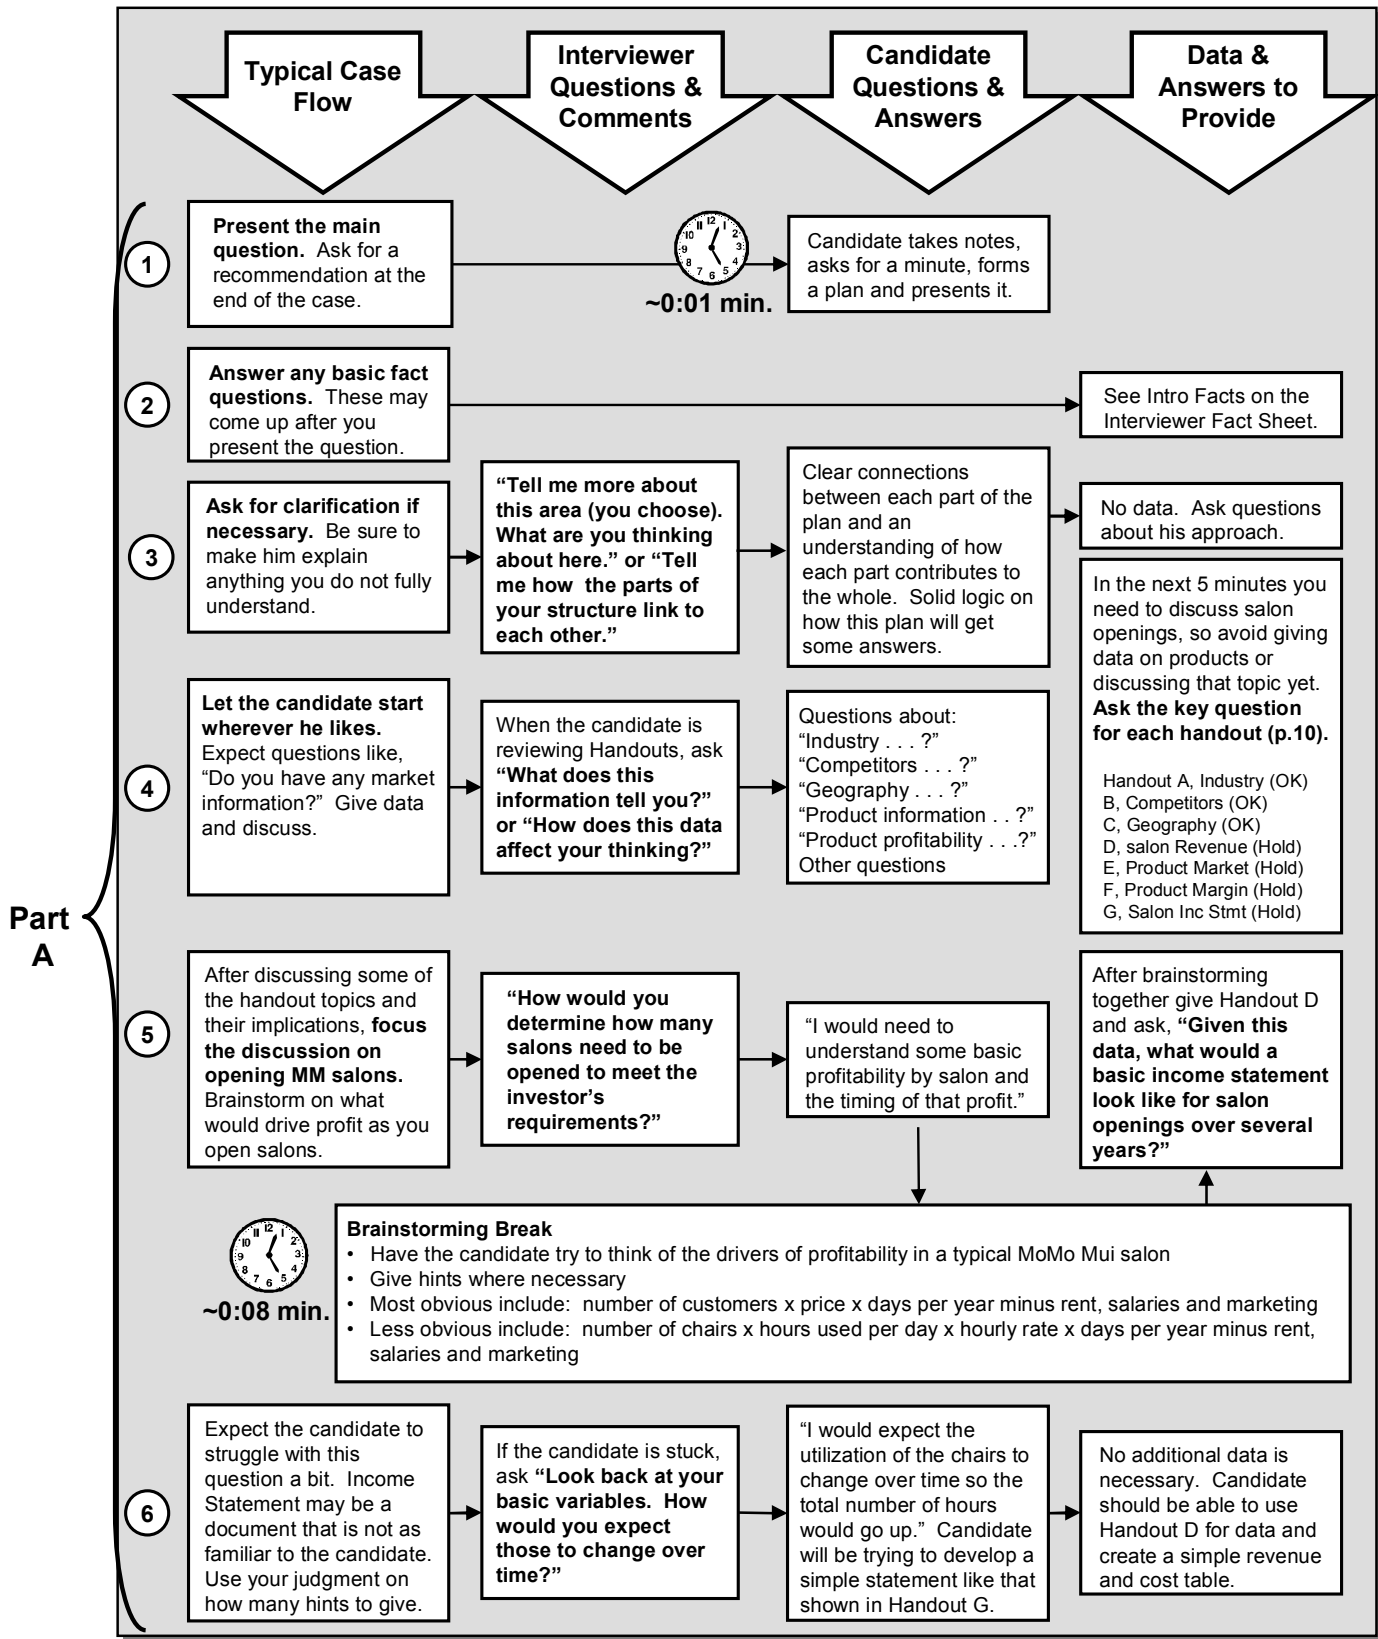 Typical Case
Flow
Interviewer
Questions &
Comments
Candidate
Questions &
Answers
Data &
Answers to
Provide
Part
A
1
Present the main
question. Ask for a
recommendation at the
end of the case.
~0:01 min.
Candidate takes notes,
asks for a minute, forms
a plan and presents it.
2
Answer any basic fact
questions. These may
come up after you
present the question.
See Intro Facts on the
Interviewer Fact Sheet.
3
Ask for clarification if
necessary. Be sure to
make him explain
anything you do not fully
understand.
“Tell me more about
this area (you choose).
What are you thinking
about here.” or “Tell
me how the parts of
your structure link to
each other.”
Clear connections
between each part of the
plan and an
understanding of how
each part contributes to
the whole. Solid logic on
how this plan will get
some answers.
No data. Ask questions
about his approach.
In the next 5 minutes you
need to discuss salon
openings, so avoid giving
data on products or
discussing that topic yet.
Ask the key question
for each handout (p.10).
Handout A, Industry (OK)
B, Competitors (OK)
C, Geography (OK)
D, salon Revenue (Hold)
E, Product Market (Hold)
F, Product Margin (Hold)
G, Salon Inc Stmt (Hold)
4
Let the candidate start
wherever he likes.
Expect questions like,
“Do you have any market
information?” Give data
and discuss.
When the candidate is
reviewing Handouts, ask
“What does this
information tell you?”
or “How does this data
affect your thinking?”
Questions about:
“Industry . . . ?”
“Competitors . . . ?”
“Geography . . . ?”
“Product information . . ?”
“Product profitability . . .?”
Other questions
5
After discussing some of
the handout topics and
their implications, focus
the discussion on
opening MM salons.
Brainstorm on what
would drive profit as you
open salons.
“How would you
determine how many
salons need to be
opened to meet the
investor’s
requirements?”
“I would need to
understand some basic
profitability by salon and
the timing of that profit.”
After brainstorming
together give Handout D
and ask, “Given this
data, what would a
basic income statement
look like for salon
openings over several
years?”
~0:08 min.
Brainstorming Break
• Have the candidate try to think of the drivers of profitability in a typical MoMo Mui salon
• Give hints where necessary
• Most obvious include: number of customers x price x days per year minus rent, salaries and marketing
• Less obvious include: number of chairs x hours used per day x hourly rate x days per year minus rent,
salaries and marketing
6
Expect the candidate to
struggle with this
question a bit. Income
Statement may be a
document that is not as
familiar to the candidate.
Use your judgment on
how many hints to give.
If the candidate is stuck,
ask “Look back at your
basic variables. How
would you expect
those to change over
time?”
“I would expect the
utilization of the chairs to
change over time so the
total number of hours
would go up.” Candidate
will be trying to develop a
simple statement like that
shown in Handout G.
No additional data is
necessary. Candidate
should be able to use
Handout D for data and
create a simple revenue
and cost table.